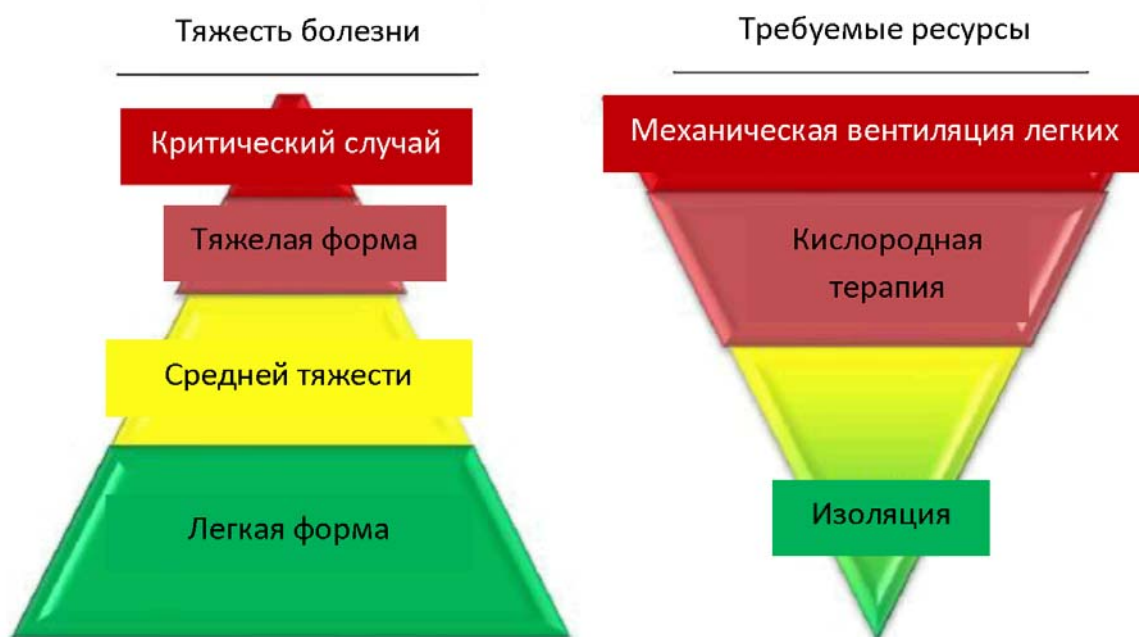 Тяжесть болезни
Критический случай
Тяжелая форма
Средней тяжести
Легкая форма
Требуемые ресурсы
Механическая вентиляция легких
Кислородная
терапия
Изоляция